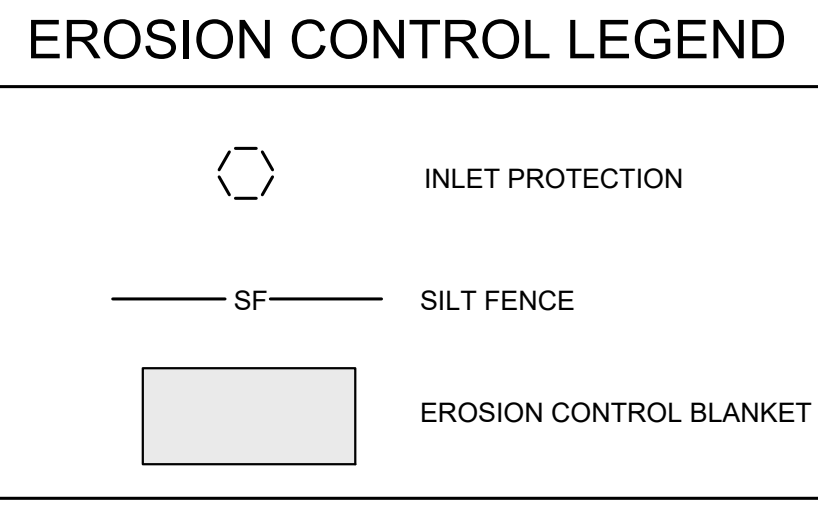 EROSION CONTROL LEGEND
INLET PROTECTION
SF SILT FENCE
EROSION CONTROL BLANKET